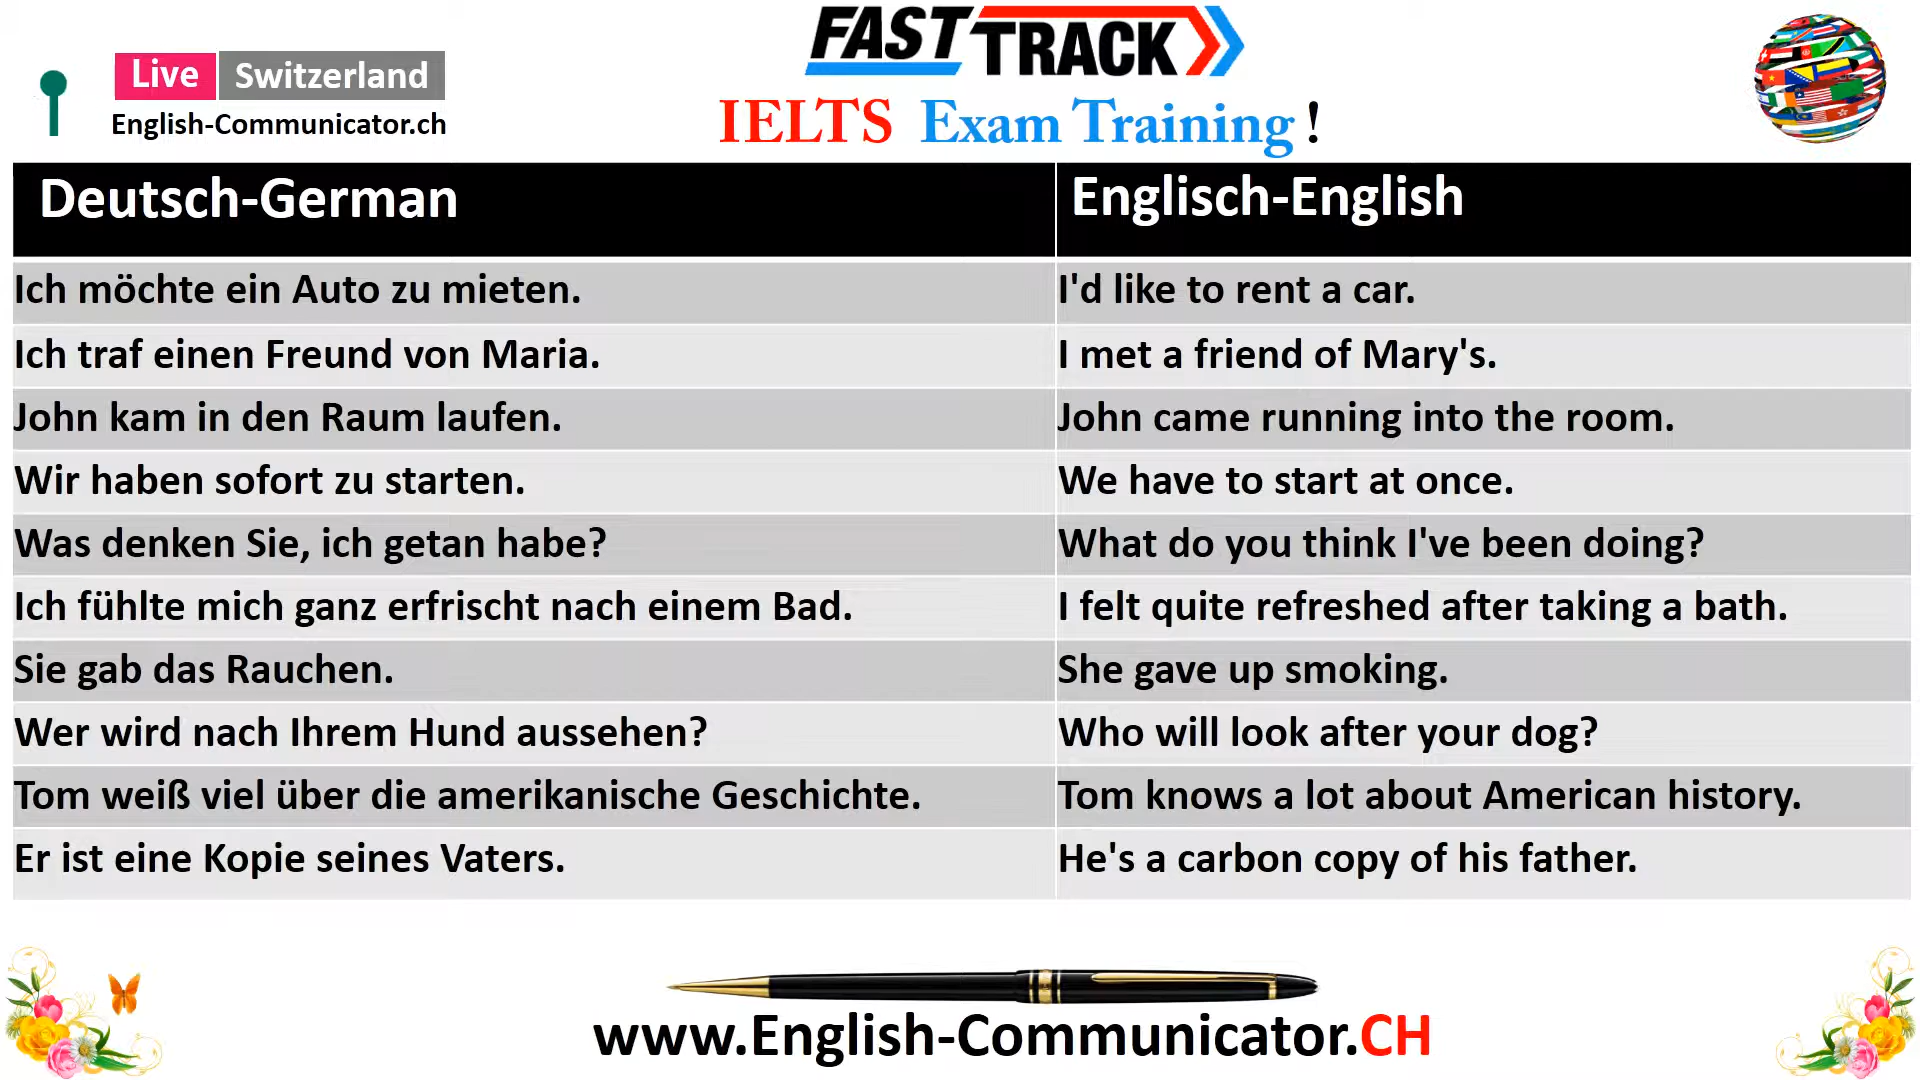 FAST TRACK
Live Switzerland
English-Communicator.ch
IELTS Exam Training !
Deutsch-German Englisch-English
Ich möchte ein Auto zu mieten. I'd like to rent a car.
Ich traf einen Freund von Maria. I met a friend of Mary's.
John kam in den Raum laufen. John came running into the room.
Wir haben sofort zu starten. We have to start at once.
Was denken Sie, ich getan habe? What do you think I've been doing?
Ich fühlte mich ganz erfrischt nach einem Bad. I felt quite refreshed after taking a bath.
Sie gab das Rauchen. She gave up smoking.
Wer wird nach Ihrem Hund aussehen? Who will look after your dog?
Tom weiß viel über die amerikanische Geschichte. Tom knows a lot about American history.
Er ist eine Kopie seines Vaters. He's a carbon copy of his father.
www.English-Communicator.CH